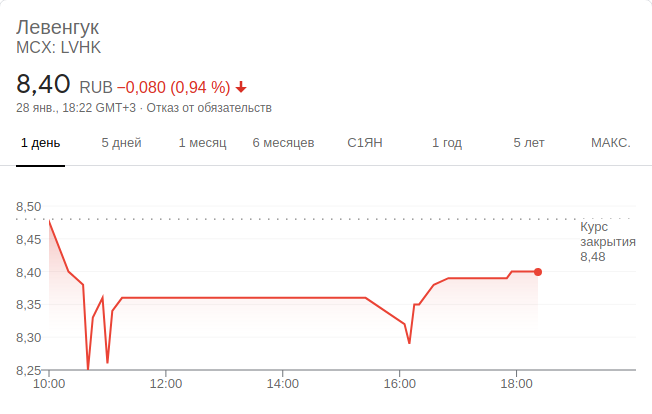 Левенгук
MCX: LVHK
8,40 RUB −0,080 (0,94 %)
28 янв., 18:22 GMT+3 · Отказ от обязательств
1 день 5 дней 1 месяц 6 месяцев С1ЯН 1 год 5 лет МАКС.
8,50
Курс
закрытия
8,48
8,45
8,40
8,35
8,30
8,25
10:00 12:00 14:00 16:00 18:00